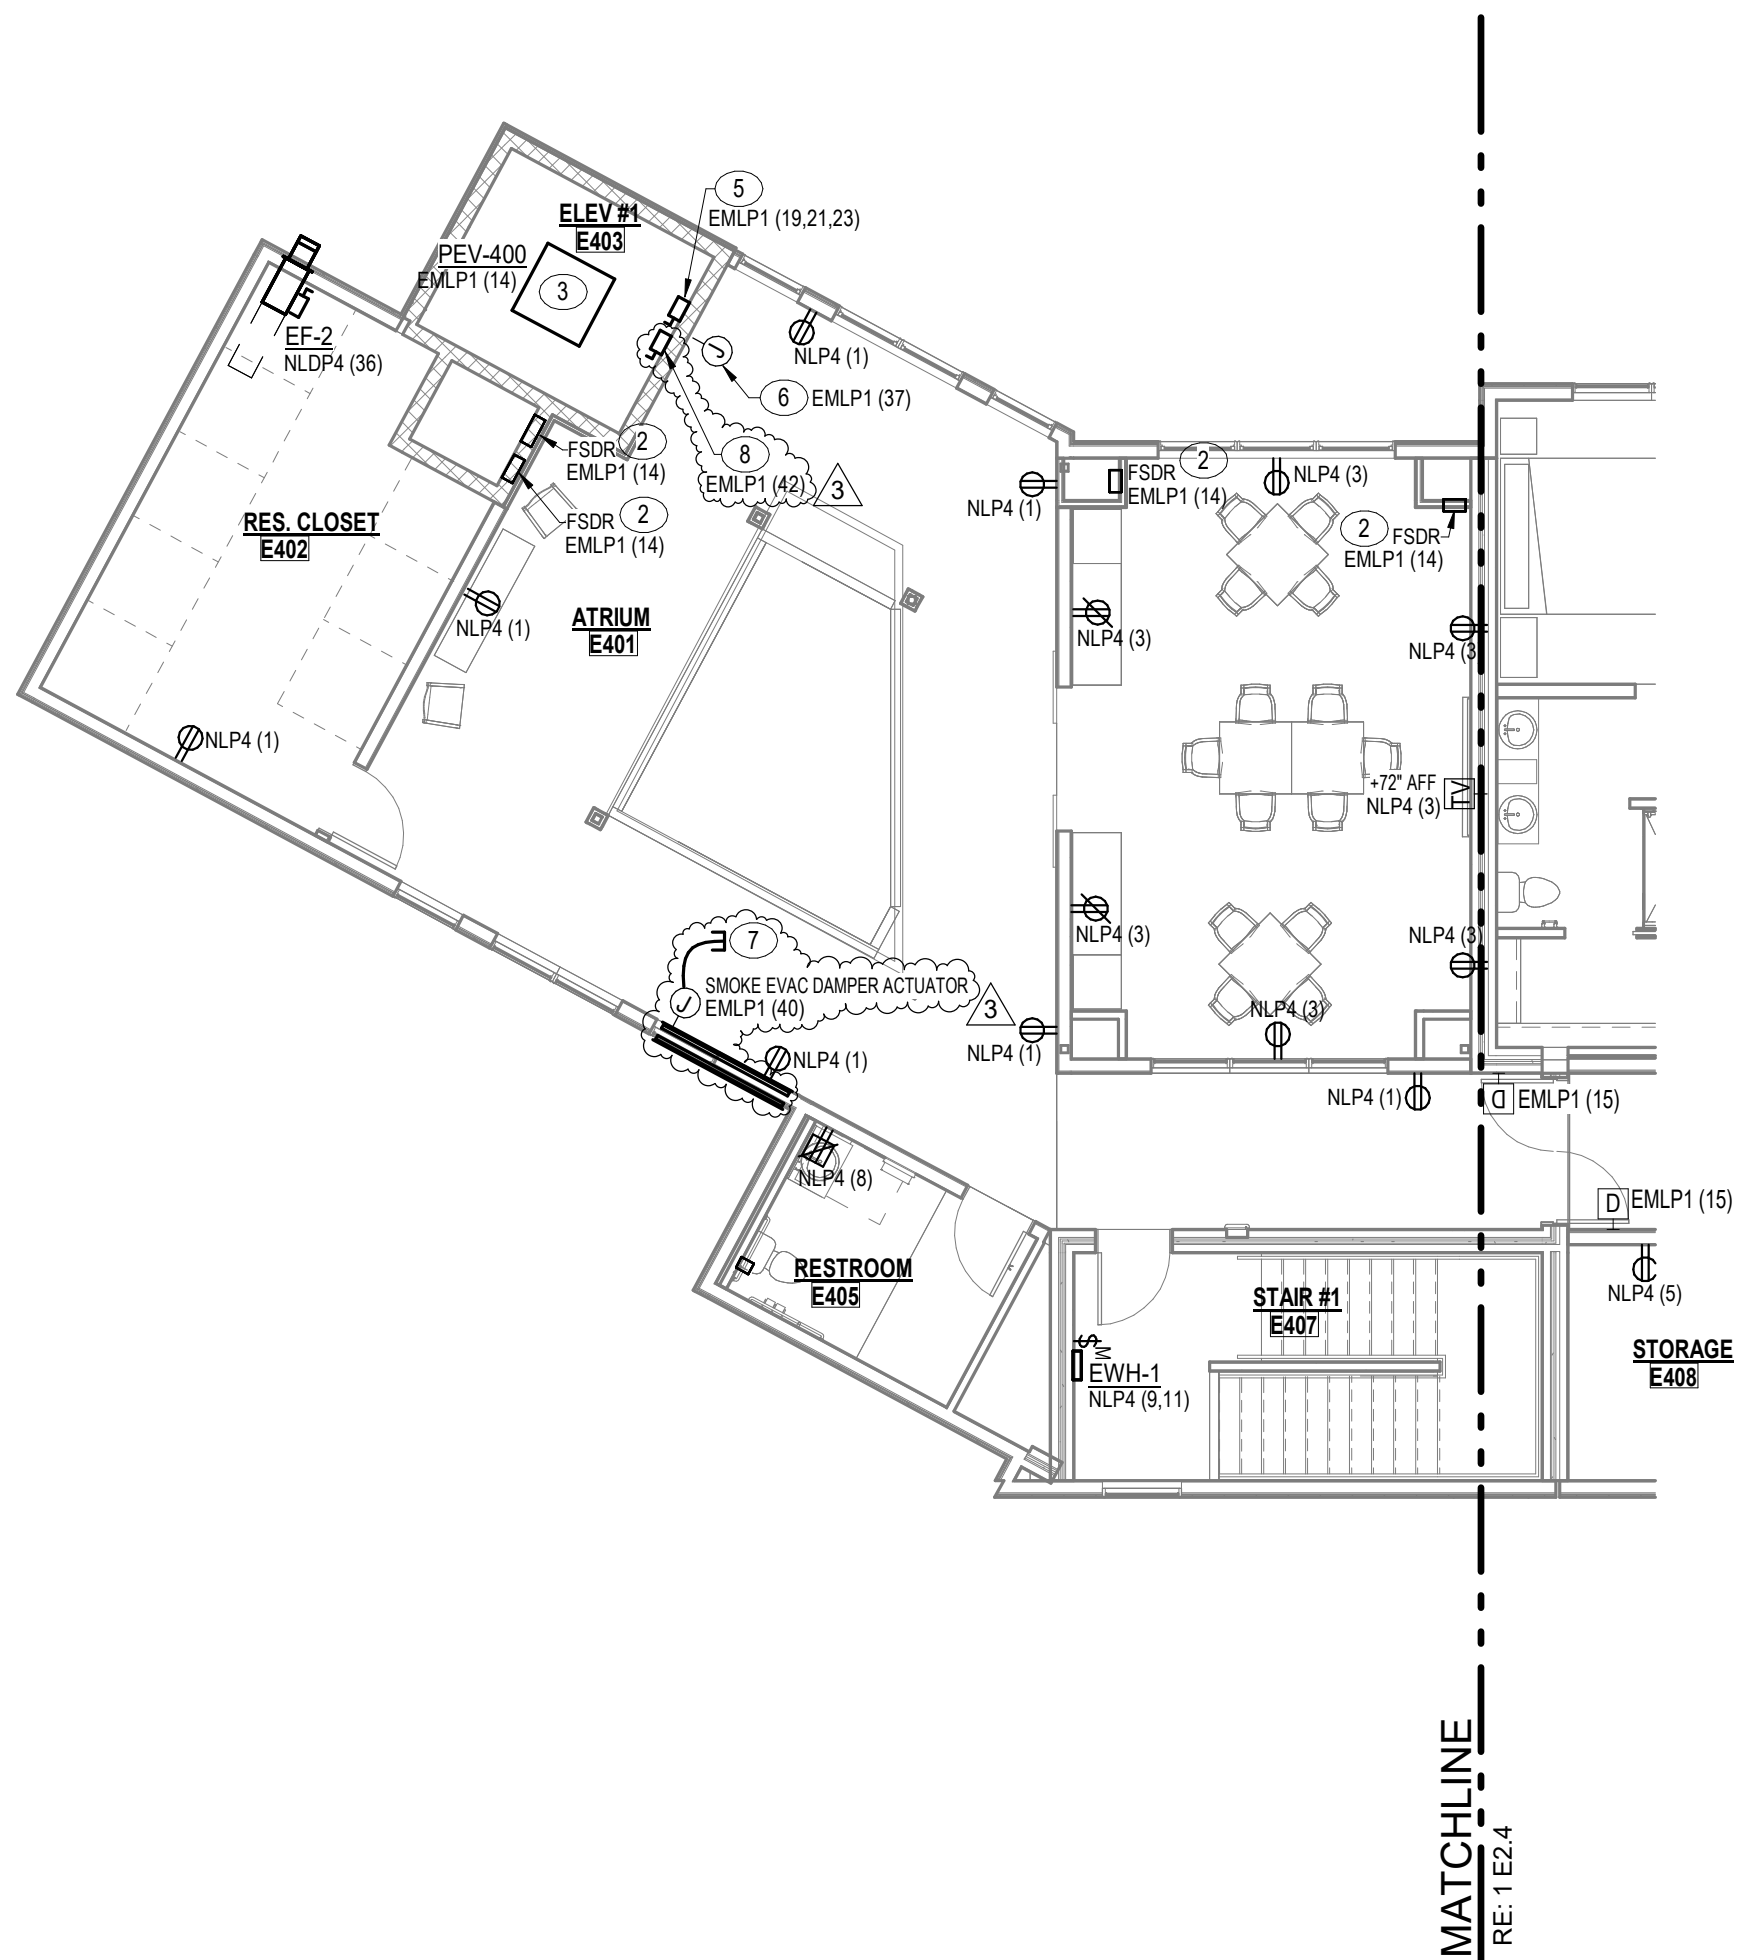 5
EMLP1 (19,21,23)
ELEV #1
E403
PEV-400
EMLP1 (14)
3
EF-2
NLDP4 (36)
J
NLP4 (1)
6
EMLP1 (37)
FSDR
2
EMLP1 (14)
8
EMLP1 (42)
3
FSDR
2
EMLP1 (14)
RES. CLOSET
E402
NLP4 (1)
FSDR
2
EMLP1 (14)
NLP4 (3)
2
FSDR
EMLP1 (14)
NLP4 (1)
ATRIUM
E401
NLP4 (3)
NLP4 (3
NLP4 (1)
+72" AFF
NLP4 (3)
TV
NLP4 (3)
NLP4 (3)
7
SMOKE EVAC DAMPER ACTUATOR
J
EMLP1 (40)
3
NLP4 (3)
NLP4 (1)
NLP4 (1)
NLP4 (1)
D
EMLP1 (15)
NLP4 (8)
D
EMLP1 (15)
RESTROOM
E405
STAIR #1
E407
NLP4 (5)
$
M
EWH-1
NLP4 (9,11)
STORAGE
E408
MATCHLINE
RE: 1 E2.4